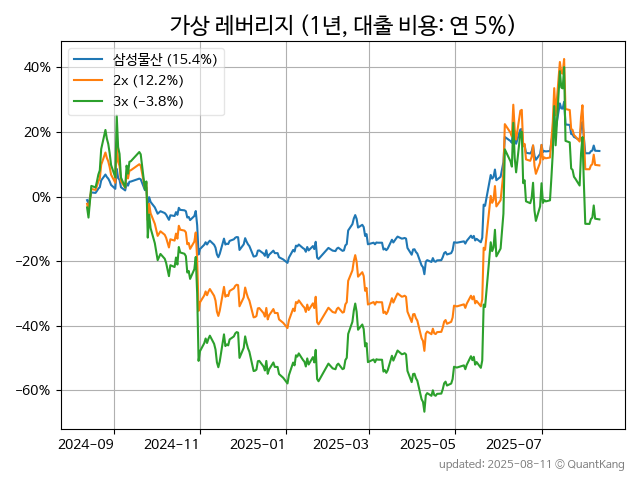 가상 레버리지 (1년, 대출 비용: 연 5%)
삼성물산 (15.4%)
2x (12.2%)
3x (−3.8%)
40%
20%
0%
−20%
−40%
−60%
2024-09
2024-11
2025-01
2025-03
2025-05
2025-07
updated: 2025-08-11 © QuantKang